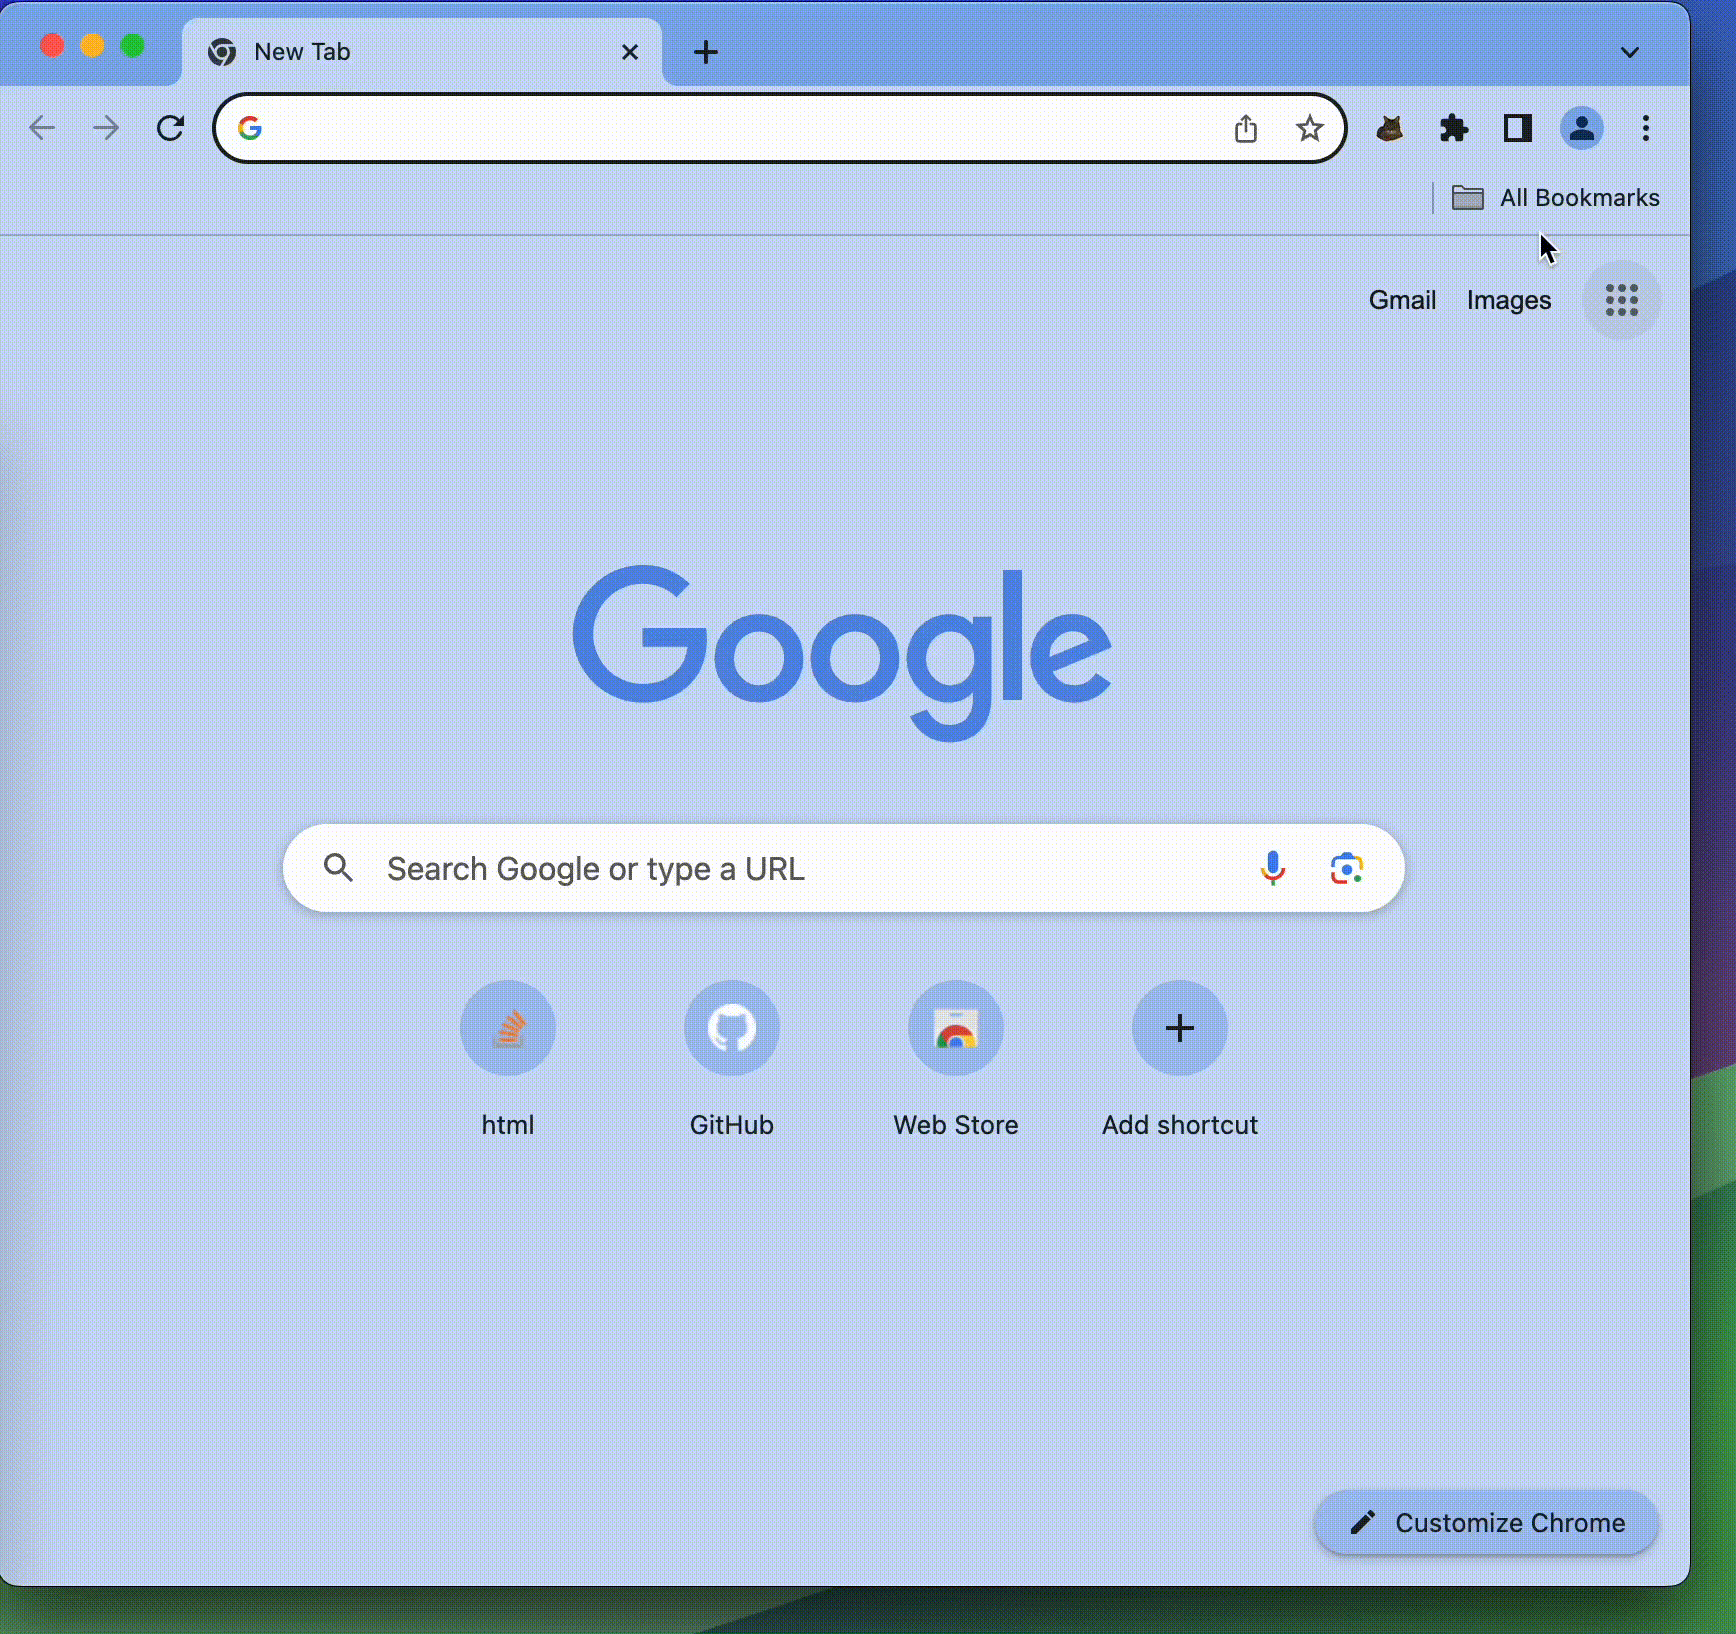 New Tab
All Bookmarks
Gmail Images
Google
Search Google or type a URL
html GitHub Web Store Add shortcut
Customize Chrome